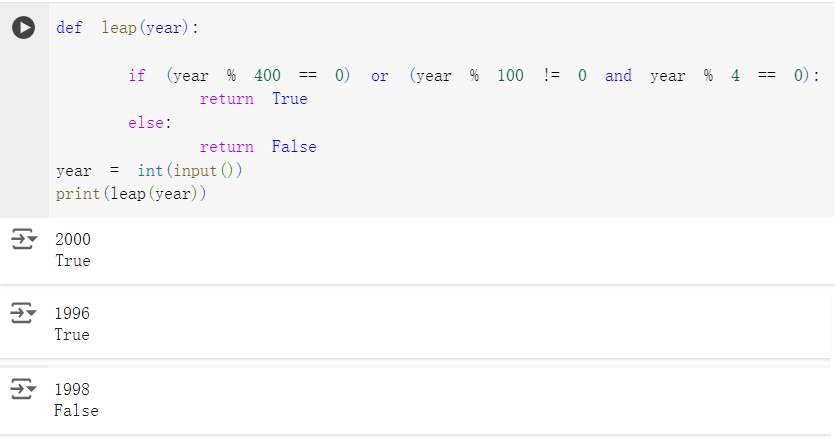 def leap(year):
if (year % 400 == 0) or (year % 100 != 0 and year % 4 == 0):
return True
else:
return False
year = int(input())
print(leap(year))
2000
True
1996
True
1998
False